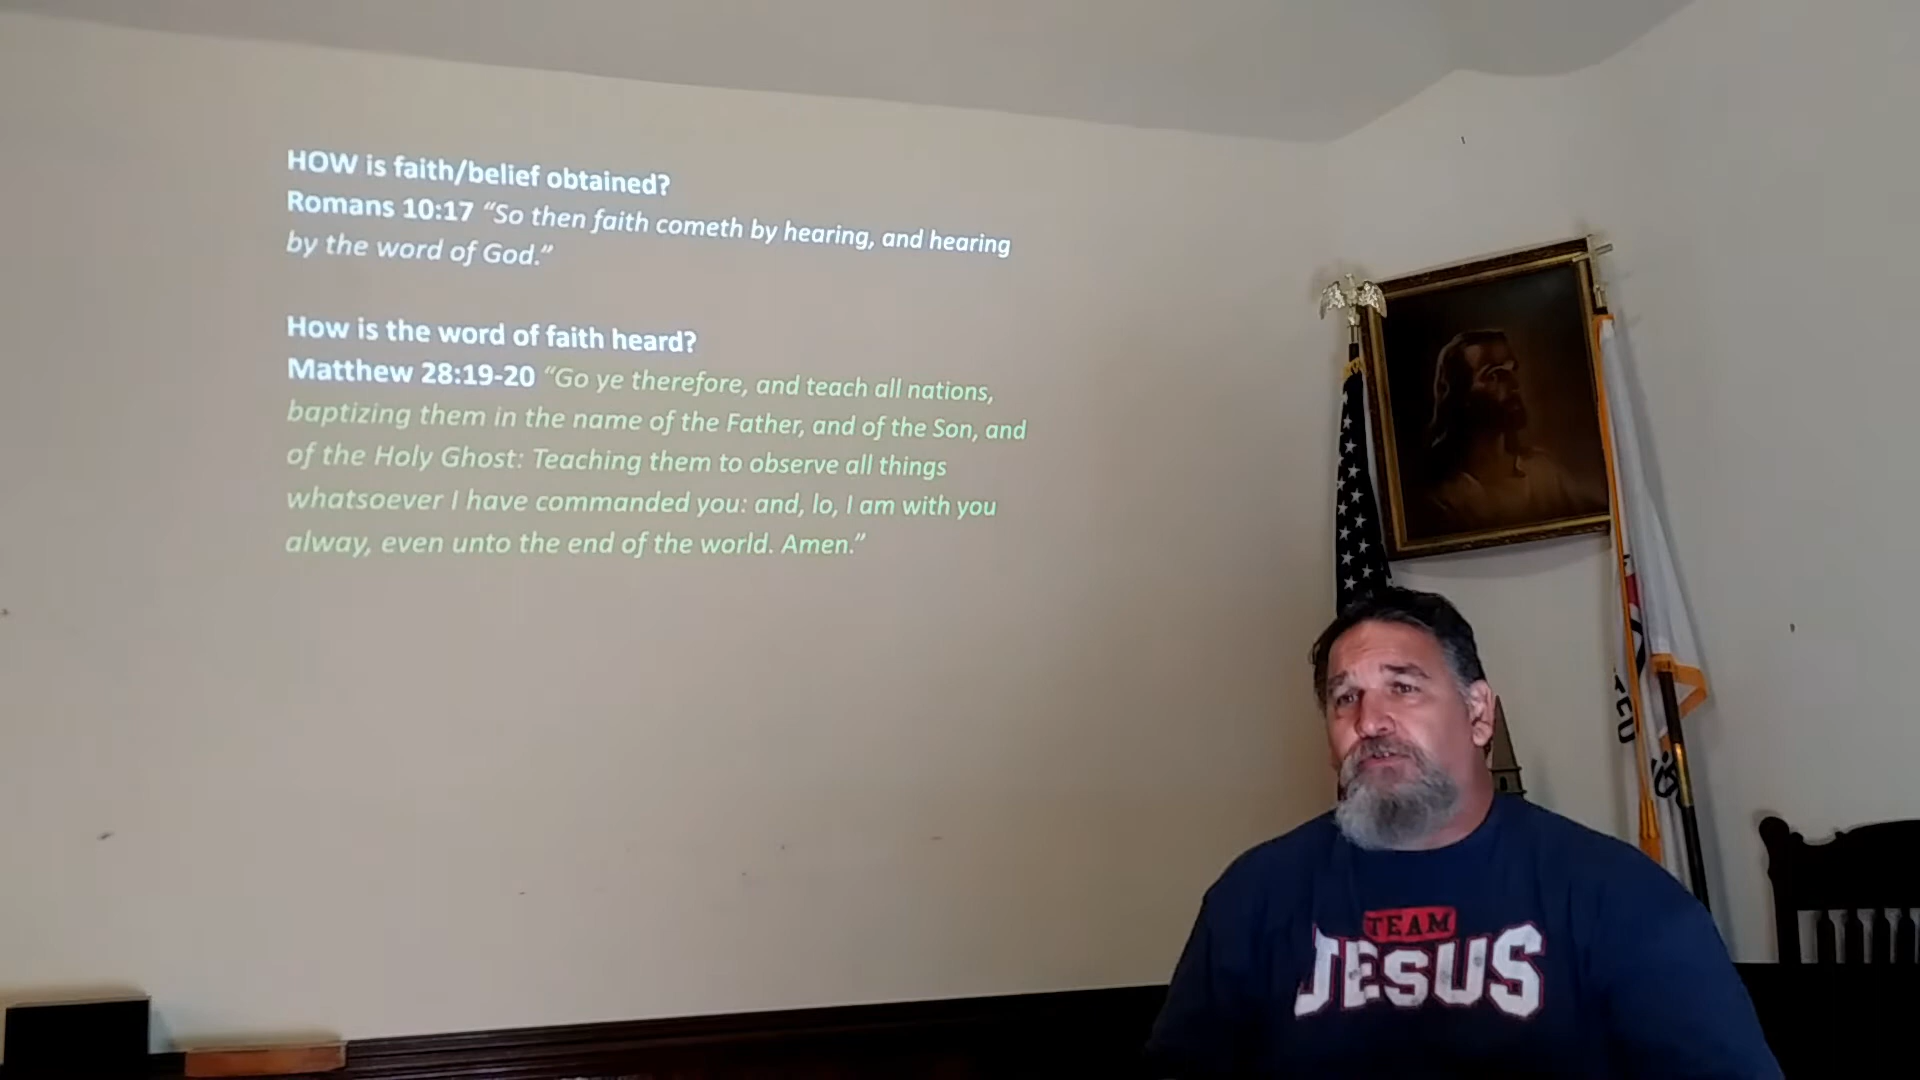 HOW is faith/belief obtained?
Romans 10:17 “So then faith cometh by hearing, and hearing
by the word of God.”
How is the word of faith heard?
Matthew 28:19-20 “Go ye therefore, and teach all nations,
baptizing them in the name of the Father, and of the Son, and
of the Holy Ghost: Teaching them to observe all things
whatsoever I have commanded you: and, lo, I am with you
alway, even unto the end of the world. Amen.”
TEAM
JESUS